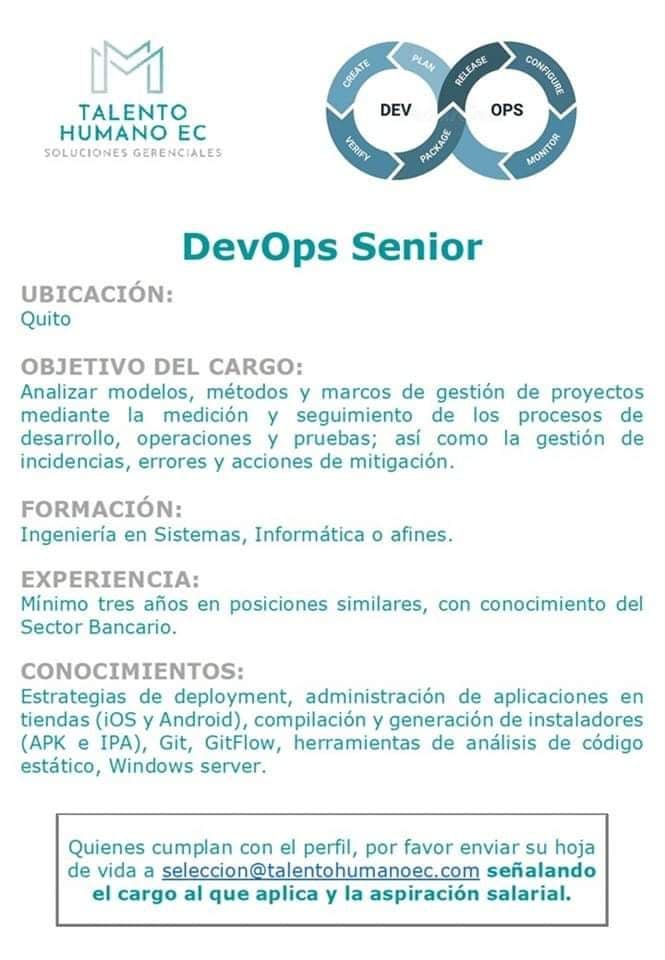 TALENTO
HUMANO EC
SOLUCIONES GERENCIALES
CREATE
PLAN
RELEASE
CONFIGURE
DEV
OPS
VERIFY
PACKAGE
MONITOR
DevOps Senior
UBICACIÓN:
Quito
OBJETIVO DEL CARGO:
Analizar modelos, métodos y marcos de gestión de proyectos
mediante la medición y seguimiento de los procesos de
desarrollo, operaciones y pruebas; así como la gestión de
incidencias, errores y acciones de mitigación.
FORMACIÓN:
Ingeniería en Sistemas, Informática o afines.
EXPERIENCIA:
Mínimo tres años en posiciones similares, con conocimiento del
Sector Bancario.
CONOCIMIENTOS:
Estrategias de deployment, administración de aplicaciones en
tiendas (iOS y Android), compilación y generación de instaladores
(APK e IPA), Git, GitFlow, herramientas de análisis de código
estático, Windows server.
Quienes cumplan con el perfil, por favor enviar su hoja
de vida a seleccion@talentohumanoec.com señalando
el cargo al que aplica y la aspiración salarial.